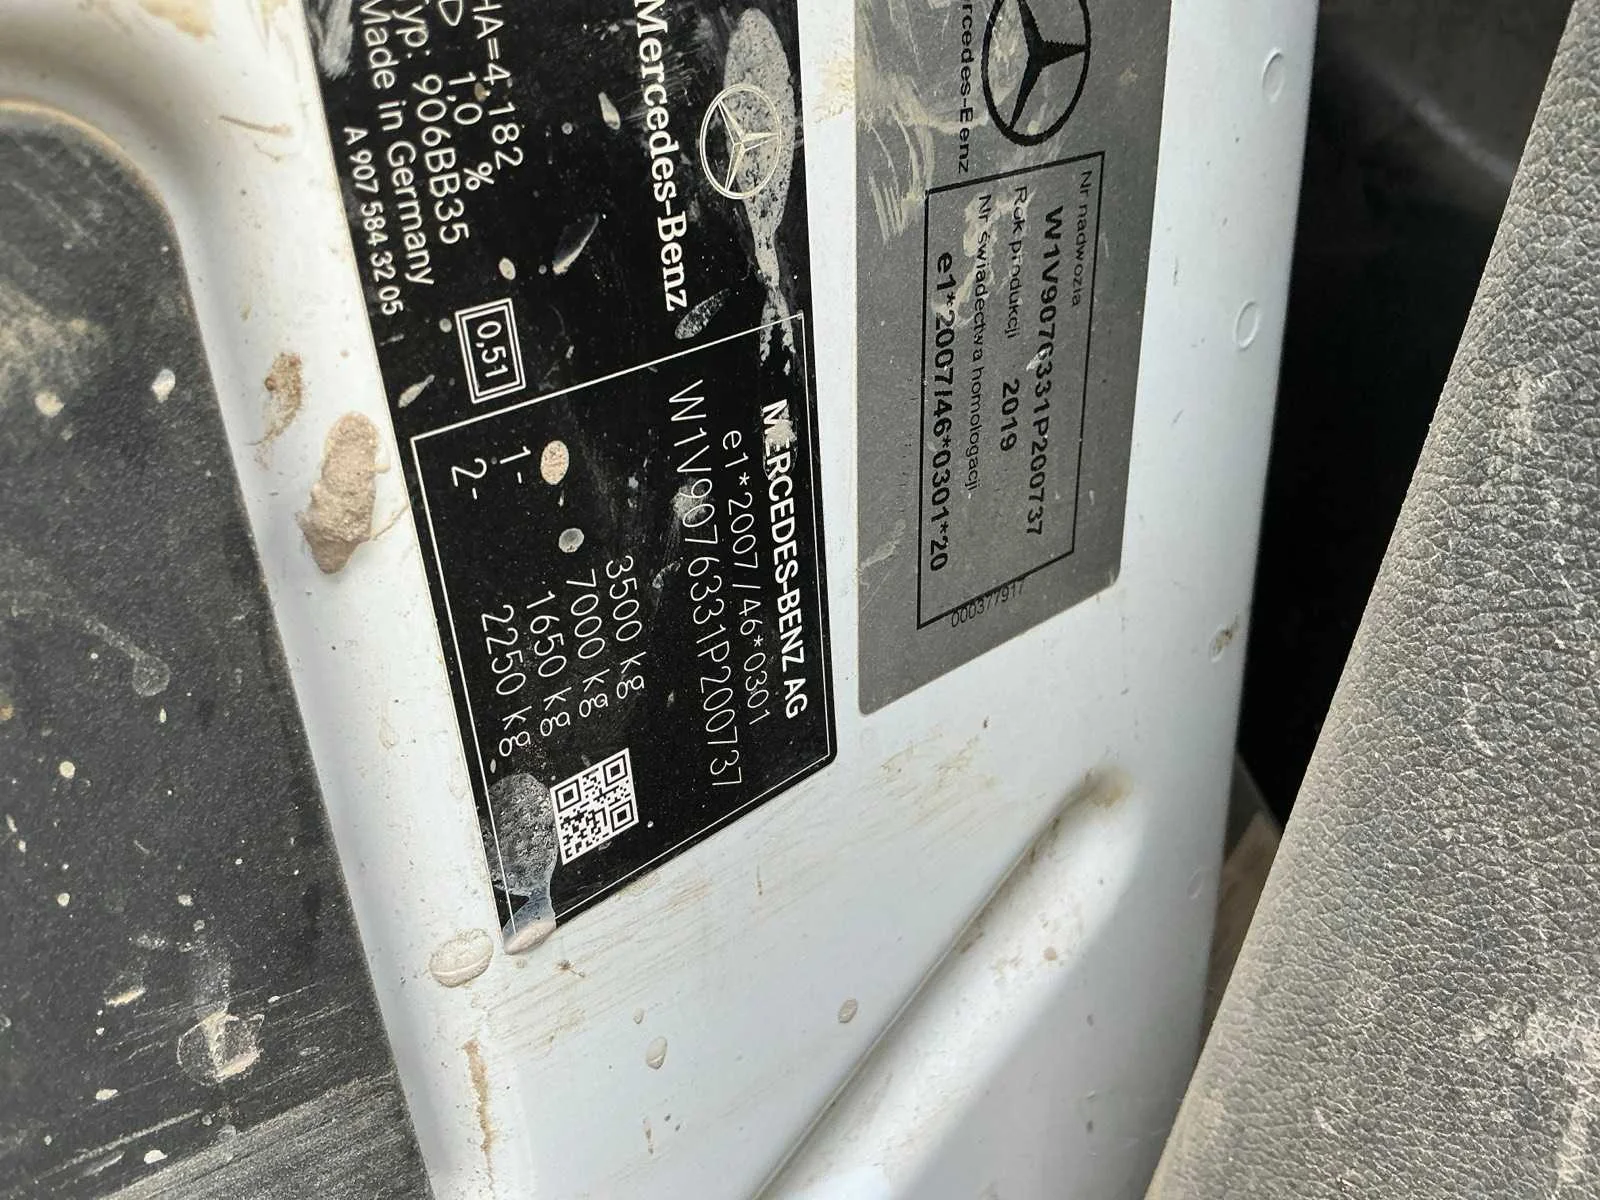 Mercedes-Benz
Nr nadwozia
W1V9076331P200737
Rok produkcji 2019
Nr świadectwa homologacji
e1*2007/46*0301*20
000377917
Mercedes-Benz
MERCEDES-BENZ AG
e1*2007/46*0301
W1V9076331P200737
3500 kg
7000 kg
1- 1650 kg
2- 2250 kg
HA=4,182
D 1,0 %
Typ: 906BB35
Made in Germany
A 907 584 32 05
0,51